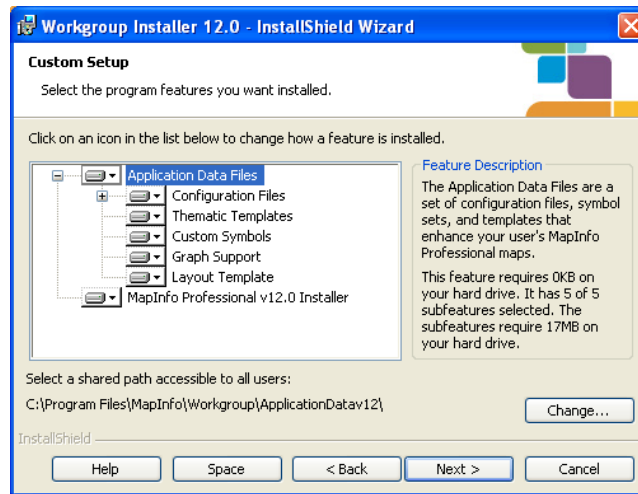 Workgroup Installer 12.0 - InstallShield Wizard
Custom Setup
Select the program features you want installed.
Click on an icon in the list below to change how a feature is installed.
Application Data Files
Configuration Files
Thematic Templates
Custom Symbols
Graph Support
Layout Template
MapInfo Professional v12.0 Installer
Feature Description
The Application Data Files are a
set of configuration files, symbol
sets, and templates that
enhance your user's MapInfo
Professional maps.
This feature requires 0KB on
your hard drive. It has 5 of 5
subfeatures selected. The
subfeatures require 17MB on
your hard drive.
Select a shared path accessible to all users:
C:\Program Files\MapInfo\Workgroup\ApplicationDatav12\
Change...
InstallShield
Help
Space
< Back
Next >
Cancel